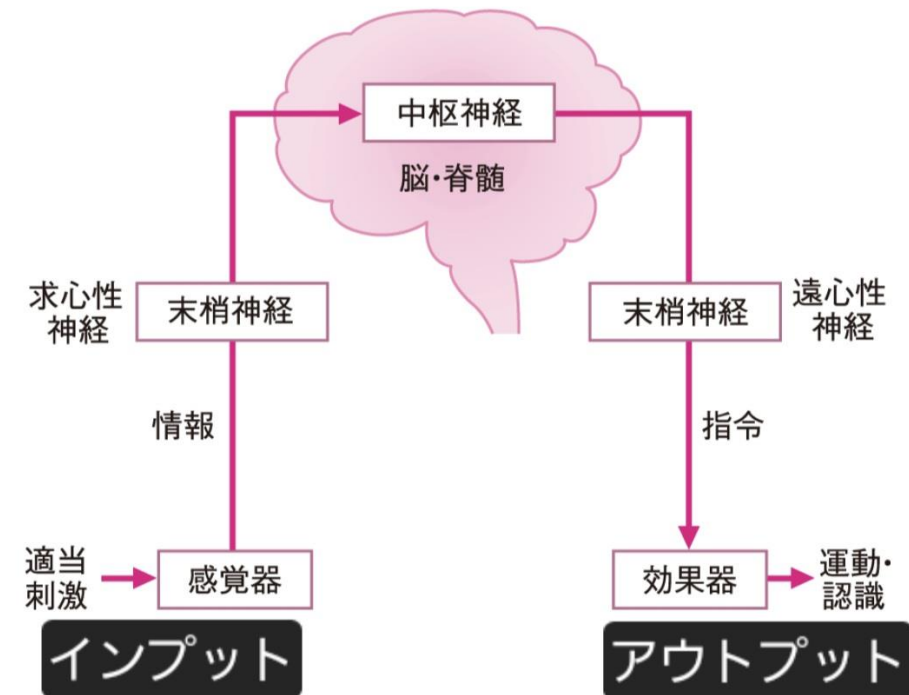 中枢神経
脳・脊髄
求心性
神経
末梢神経
末梢神経
遠心性
神経
情報
指令
適当
刺激
感覚器
効果器
運動・
認識
インプット
アウトプット